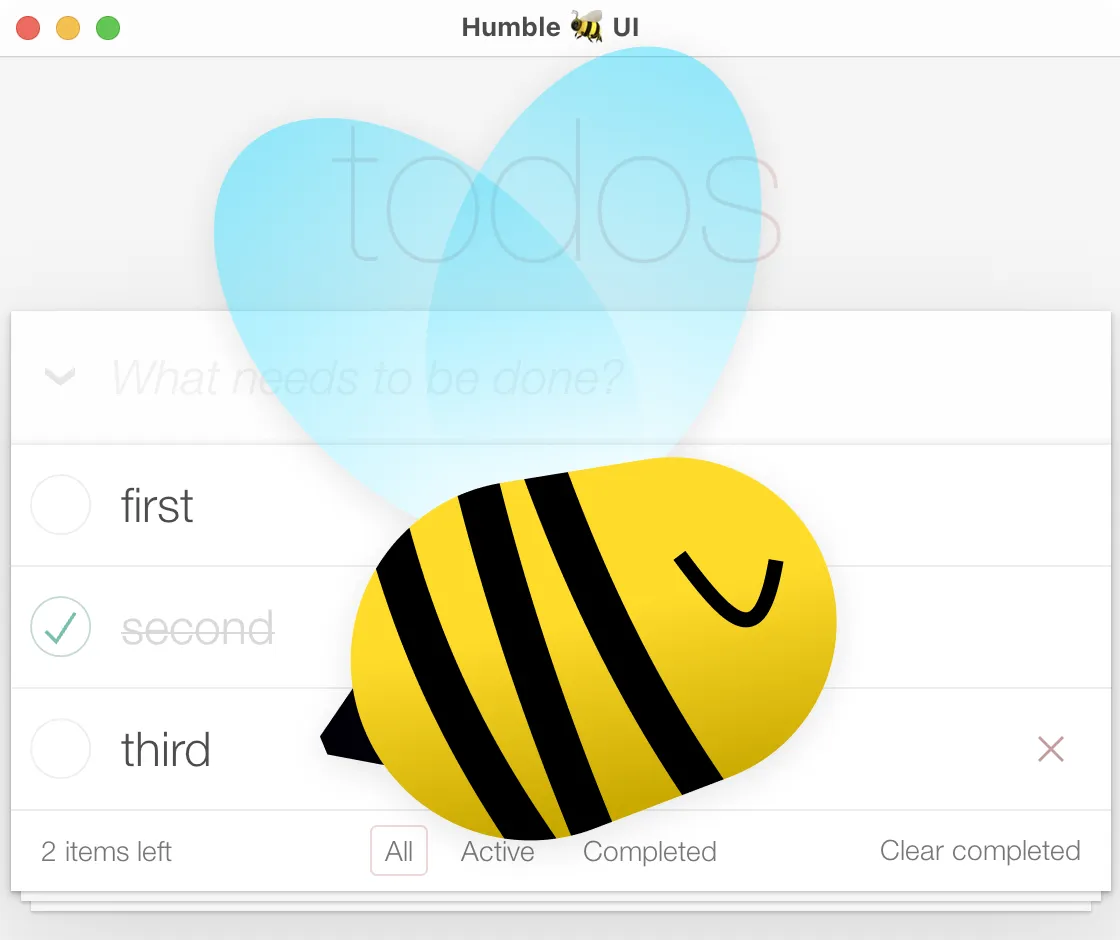 Humble 🐝 UI
todos
What needs to be done?
first
second
third
2 items left
All
Active
Completed
Clear completed